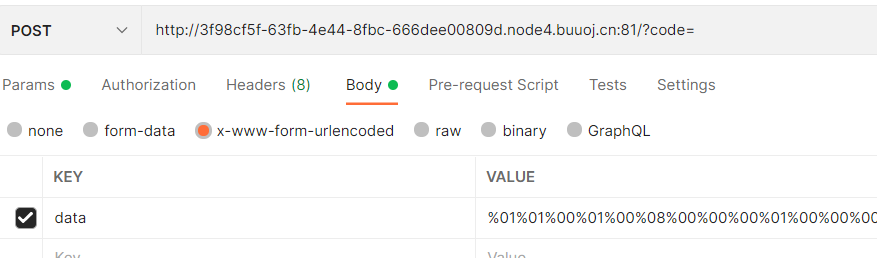 POST http://3f98cf5f-63fb-4e44-8fbc-666dee00809d.node4.buuoj.cn:81/?code=
Params Authorization Headers (8) Body Pre-request Script Tests Settings
none form-data x-www-form-urlencoded raw binary GraphQL
KEY VALUE
data %01%01%00%01%00%08%00%00%00%01%00%00%00
Key Value